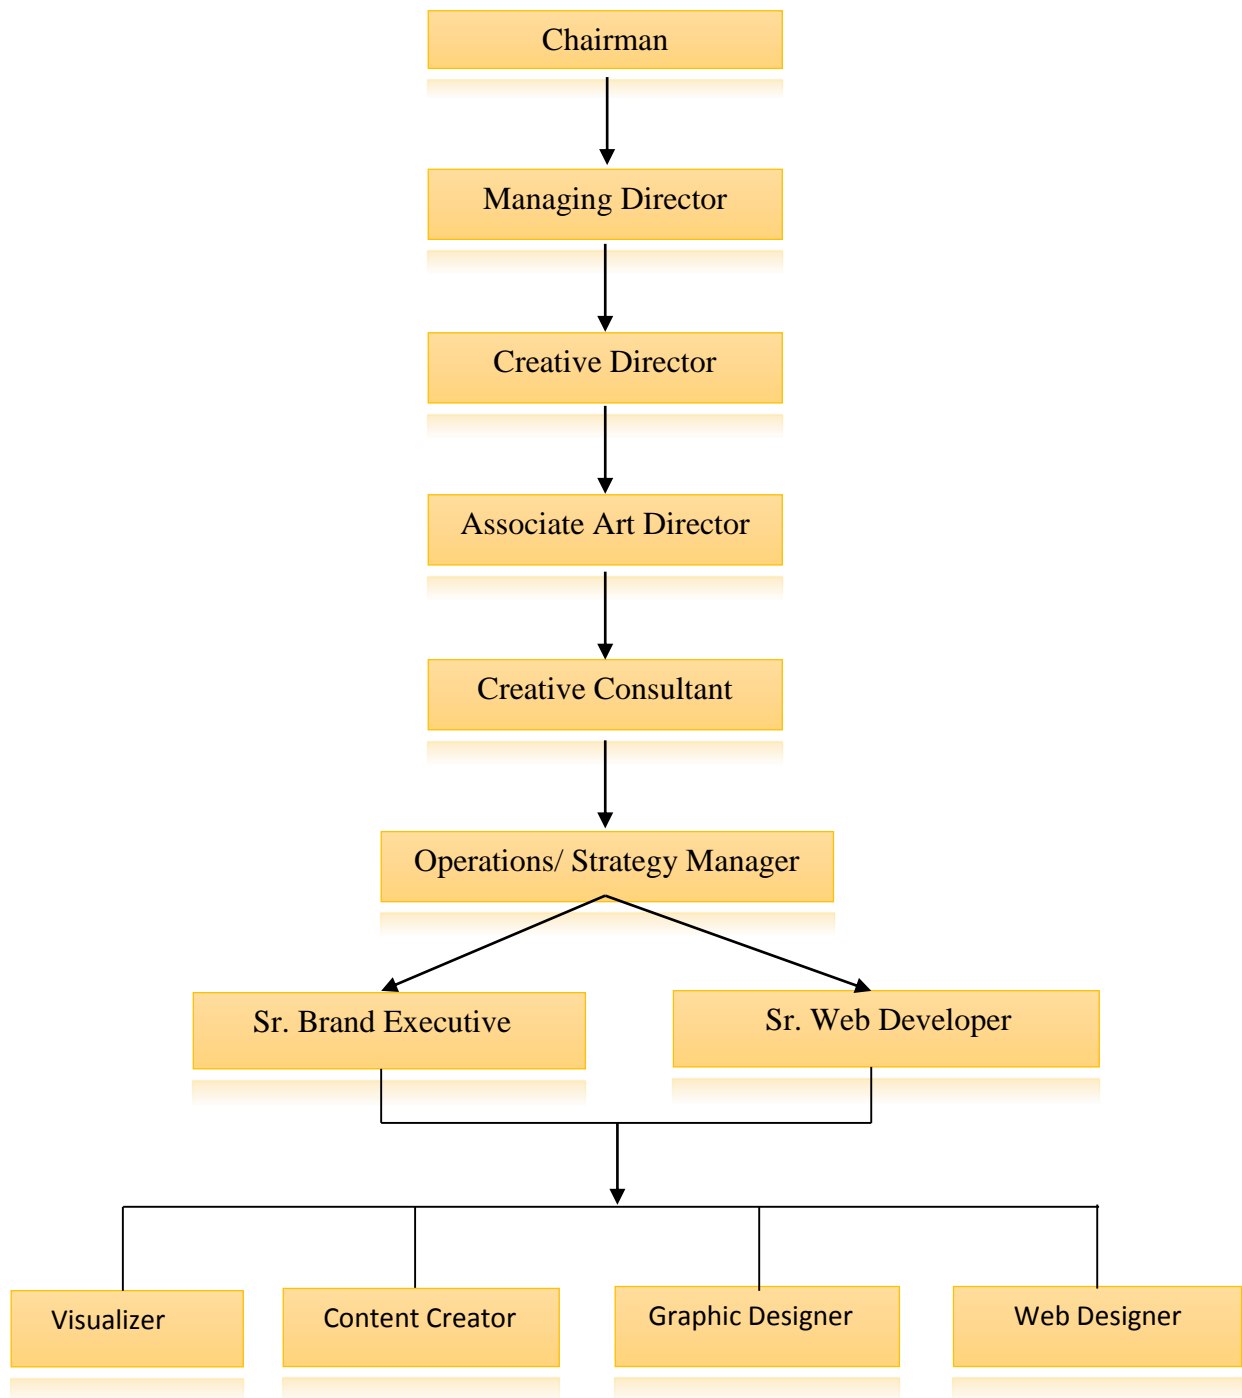 Chairman
Managing Director
Creative Director
Associate Art Director
Creative Consultant
Operations/ Strategy Manager
Sr. Brand Executive
Sr. Web Developer
Visualizer
Content Creator
Graphic Designer
Web Designer